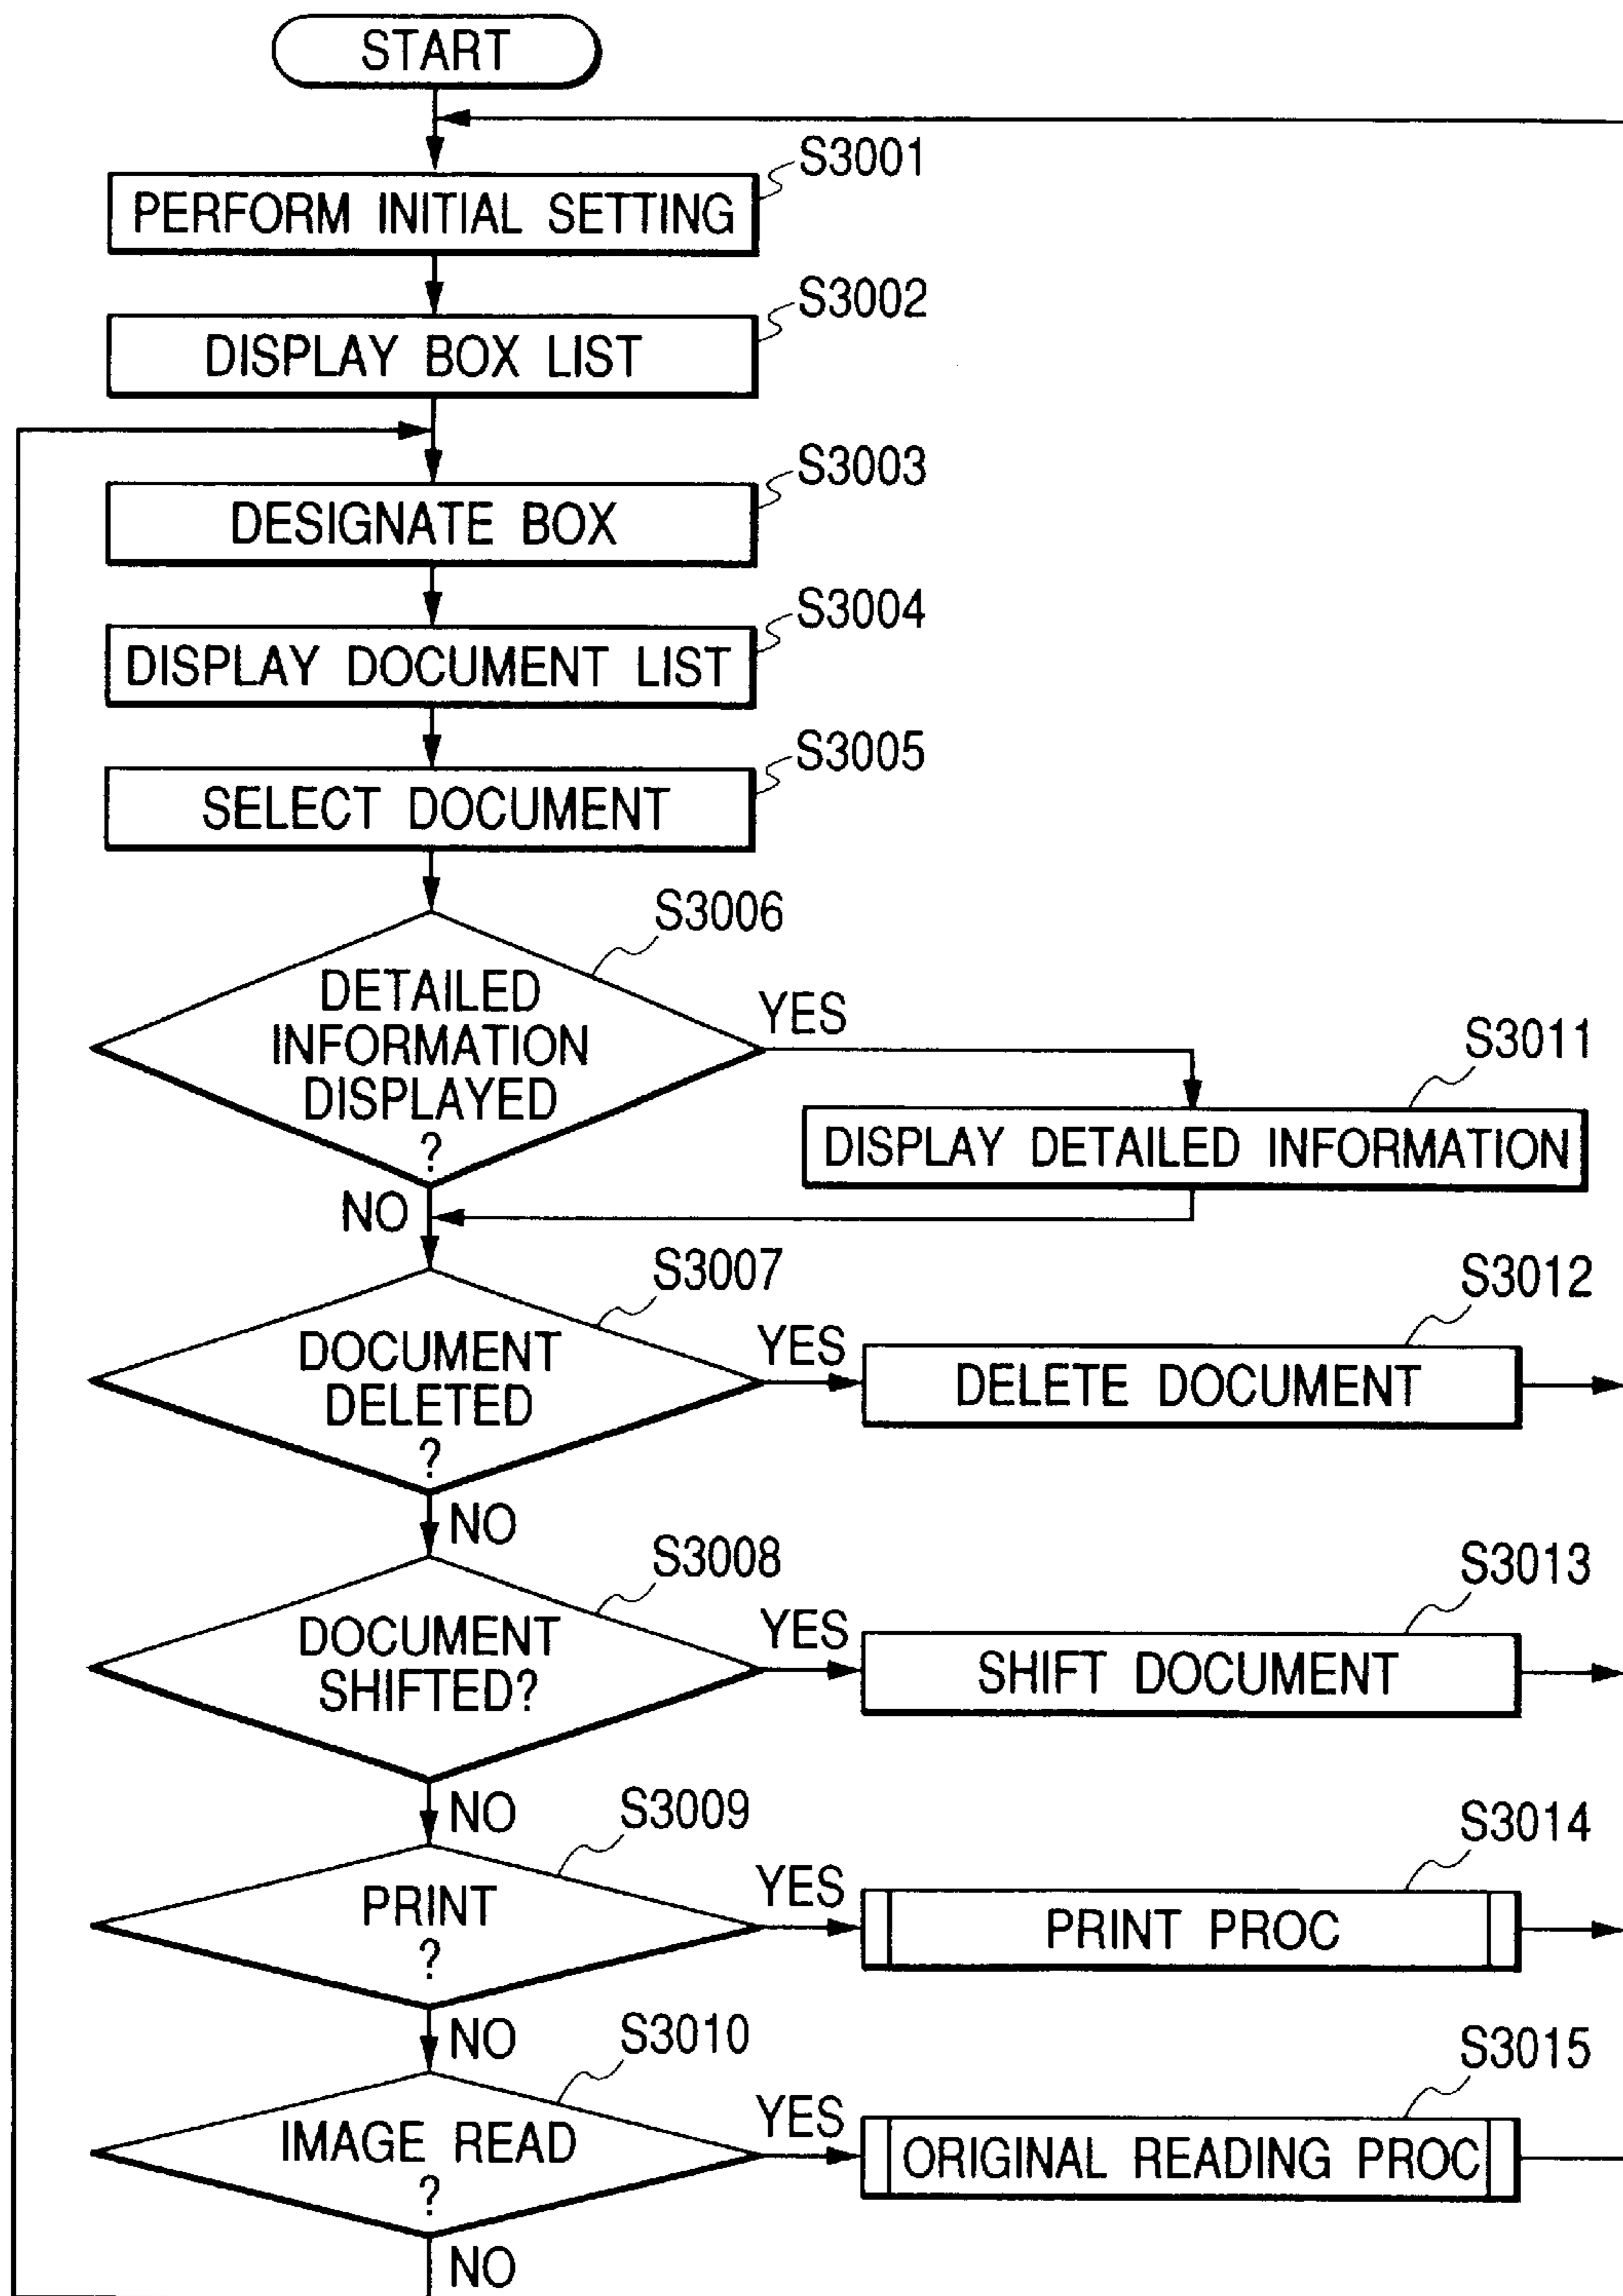 START
S3001
PERFORM INITIAL SETTING
S3002
DISPLAY BOX LIST
S3003
DESIGNATE BOX
S3004
DISPLAY DOCUMENT LIST
S3005
SELECT DOCUMENT
S3006
DETAILED
INFORMATION
DISPLAYED
?
YES
S3011
DISPLAY DETAILED INFORMATION
NO
S3007
DOCUMENT
DELETED
?
YES
S3012
DELETE DOCUMENT
NO
S3008
DOCUMENT
SHIFTED?
YES
S3013
SHIFT DOCUMENT
NO
S3009
PRINT
?
YES
S3014
PRINT PROC
NO
S3010
IMAGE READ
?
YES
S3015
ORIGINAL READING PROC
NO